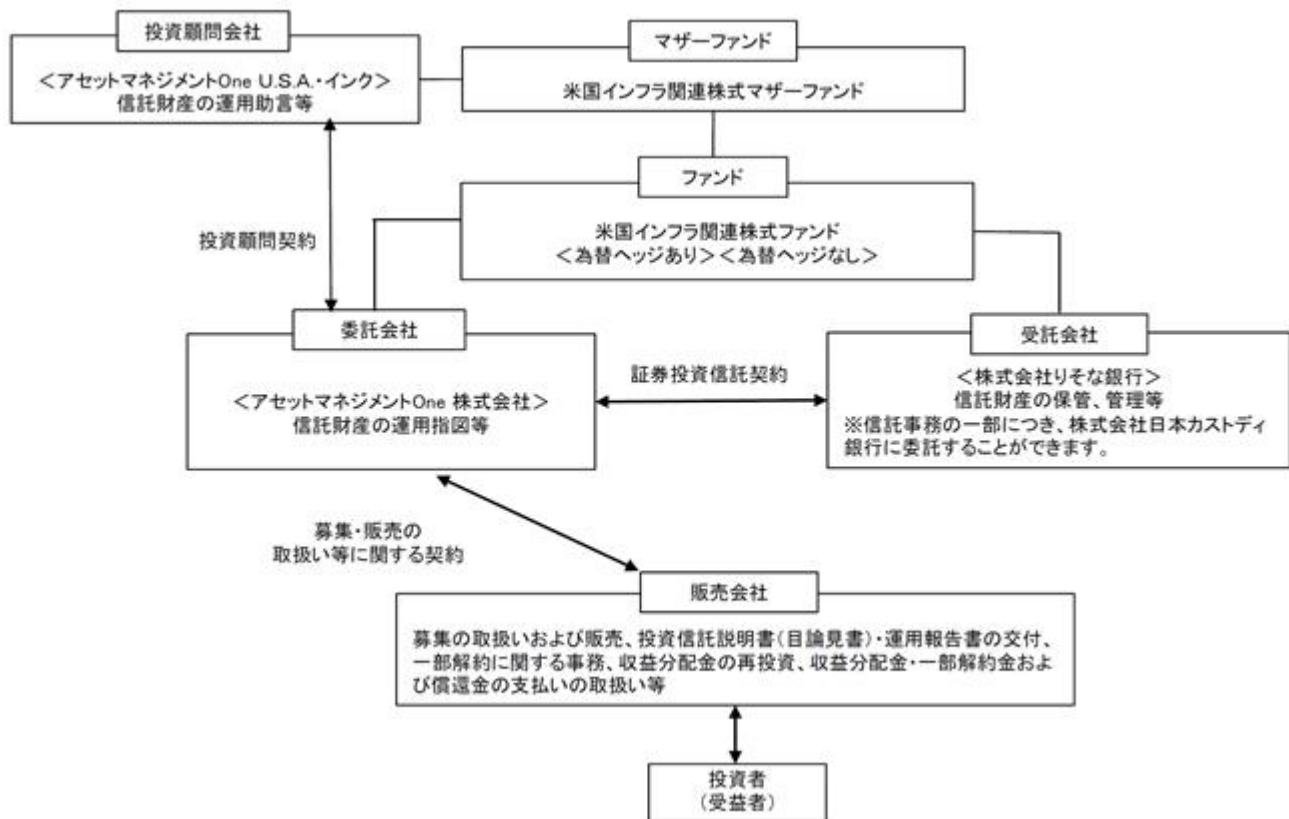 投資顧問会社
<アセットマネジメントOne U.S.A.・インク>
信託財産の運用助言等
マザーファンド
米国インフラ関連株式マザーファンド
ファンド
米国インフラ関連株式ファンド
<為替ヘッジあり><為替ヘッジなし>
投資顧問契約
委託会社
<アセットマネジメントOne 株式会社>
信託財産の運用指図等
証券投資信託契約
受託会社
<株式会社りそな銀行>
信託財産の保管、管理等
※信託事務の一部につき、株式会社日本カストディ
銀行に委託することができます。
募集・販売の
取扱い等に関する契約
販売会社
募集の取扱いおよび販売、投資信託説明書(目論見書)・運用報告書の交付、
一部解約に関する事務、収益分配金の再投資、収益分配金・一部解約金およ
び償還金の支払いの取扱い等
投資者
(受益者)